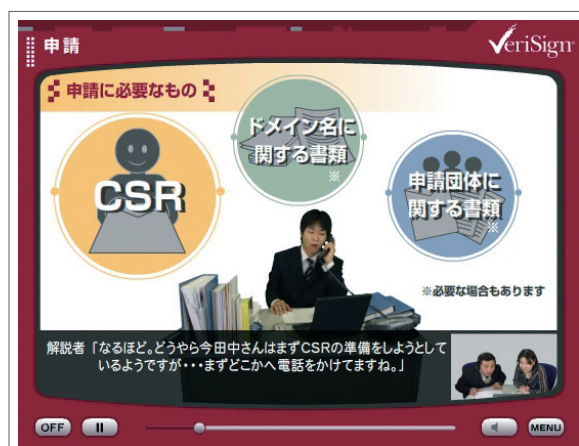 申請
VeriSign
申請に必要なもの
CSR
ドメイン名に
関する書類
※
申請団体に
関する書類
※
※必要な場合もあります
解説者「なるほど。どうやら今田中さんはまずCSRの準備をしようとして
いるようですが・・・まずどこかへ電話をかけてますね。」
OFF
MENU